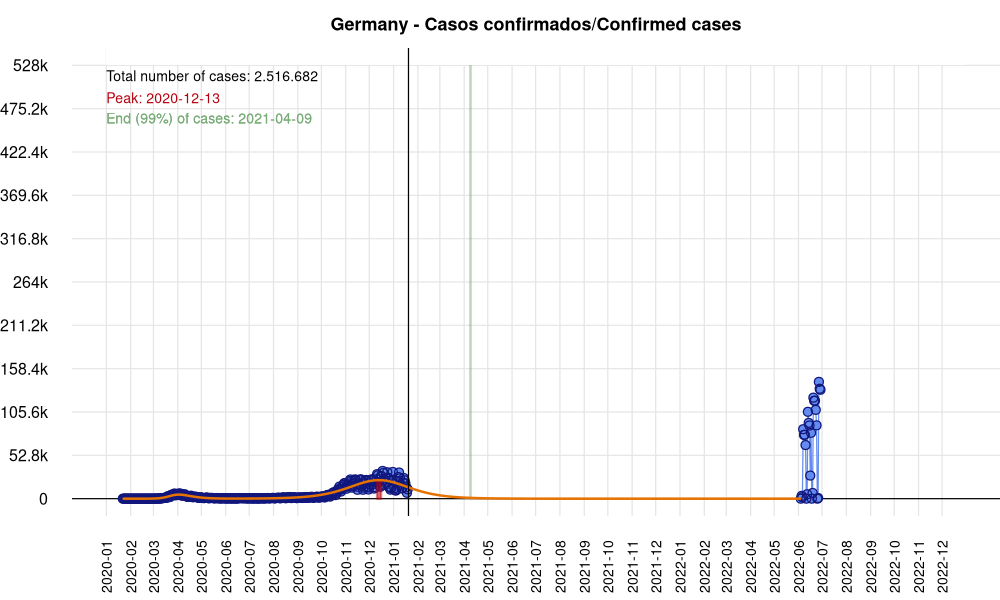 Germany - Casos confirmados/Confirmed cases
Total number of cases: 2.516.682
Peak: 2020-12-13
End (99%) of cases: 2021-04-09
528k
475.2k
422.4k
369.6k
316.8k
264k
211.2k
158.4k
105.6k
52.8k
0
2020-01
2020-02
2020-03
2020-04
2020-05
2020-06
2020-07
2020-08
2020-09
2020-10
2020-11
2020-12
2021-01
2021-02
2021-03
2021-04
2021-05
2021-06
2021-07
2021-08
2021-09
2021-10
2021-11
2021-12
2022-01
2022-02
2022-03
2022-04
2022-05
2022-06
2022-07
2022-08
2022-09
2022-10
2022-11
2022-12